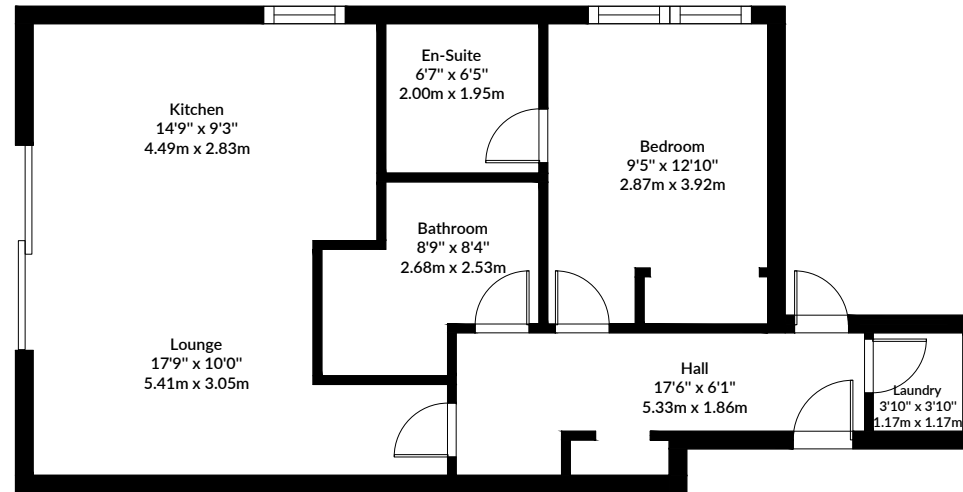 En-Suite
6'7" x 6'5"
2.00m x 1.95m
Kitchen
14'9" x 9'3"
4.49m x 2.83m
Bedroom
9'5" x 12'10"
2.87m x 3.92m
Bathroom
8'9" x 8'4"
2.68m x 2.53m
Lounge
17'9" x 10'0"
5.41m x 3.05m
Hall
17'6" x 6'1"
5.33m x 1.86m
Laundry
3'10" x 3'10"
1.17m x 1.17m